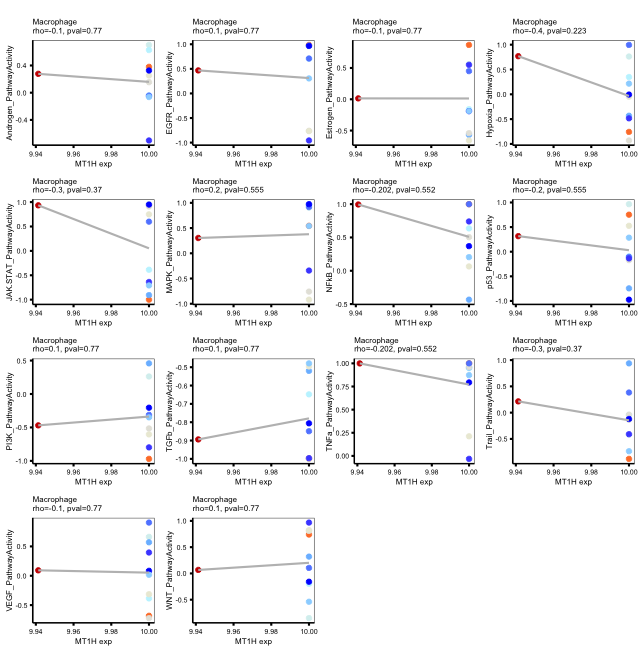 Macrophage
rho=-0.1, pval=0.77
Androgen_PathwayActivity
0.4
0.0
-0.4
9.94 9.96 9.98 10.00
MT1H exp
Macrophage
rho=0.1, pval=0.77
EGFR_PathwayActivity
1.0
0.5
0.0
-0.5
-1.0
9.94 9.96 9.98 10.00
MT1H exp
Macrophage
rho=-0.1, pval=0.77
Estrogen_PathwayActivity
0.5
0.0
-0.5
9.94 9.96 9.98 10.00
MT1H exp
Macrophage
rho=-0.4, pval=0.223
Hypoxia_PathwayActivity
1.0
0.5
0.0
-0.5
-1.0
9.94 9.96 9.98 10.00
MT1H exp
Macrophage
rho=-0.3, pval=0.37
JAK-STAT_PathwayActivity
1.0
0.5
0.0
-0.5
-1.0
9.94 9.96 9.98 10.00
MT1H exp
Macrophage
rho=0.2, pval=0.555
MAPK_PathwayActivity
1.0
0.5
0.0
-0.5
-1.0
9.94 9.96 9.98 10.00
MT1H exp
Macrophage
rho=-0.202, pval=0.552
NFkB_PathwayActivity
1.0
0.5
0.0
-0.5
9.94 9.96 9.98 10.00
MT1H exp
Macrophage
rho=-0.2, pval=0.555
p53_PathwayActivity
1.0
0.5
0.0
-0.5
-1.0
9.94 9.96 9.98 10.00
MT1H exp
Macrophage
rho=0.1, pval=0.77
PI3K_PathwayActivity
0.5
0.0
-0.5
-1.0
9.94 9.96 9.98 10.00
MT1H exp
Macrophage
rho=0.1, pval=0.77
TGFb_PathwayActivity
-0.5
-0.6
-0.7
-0.8
-0.9
-1.0
9.94 9.96 9.98 10.00
MT1H exp
Macrophage
rho=-0.202, pval=0.552
TNFa_PathwayActivity
1.00
0.75
0.50
0.25
0.00
9.94 9.96 9.98 10.00
MT1H exp
Macrophage
rho=-0.3, pval=0.37
Trail_PathwayActivity
0.5
0.0
-0.5
9.94 9.96 9.98 10.00
MT1H exp
Macrophage
rho=-0.1, pval=0.77
VEGF_PathwayActivity
0.5
0.0
-0.5
9.94 9.96 9.98 10.00
MT1H exp
Macrophage
rho=0.1, pval=0.77
WNT_PathwayActivity
1.0
0.5
0.0
-0.5
9.94 9.96 9.98 10.00
MT1H exp